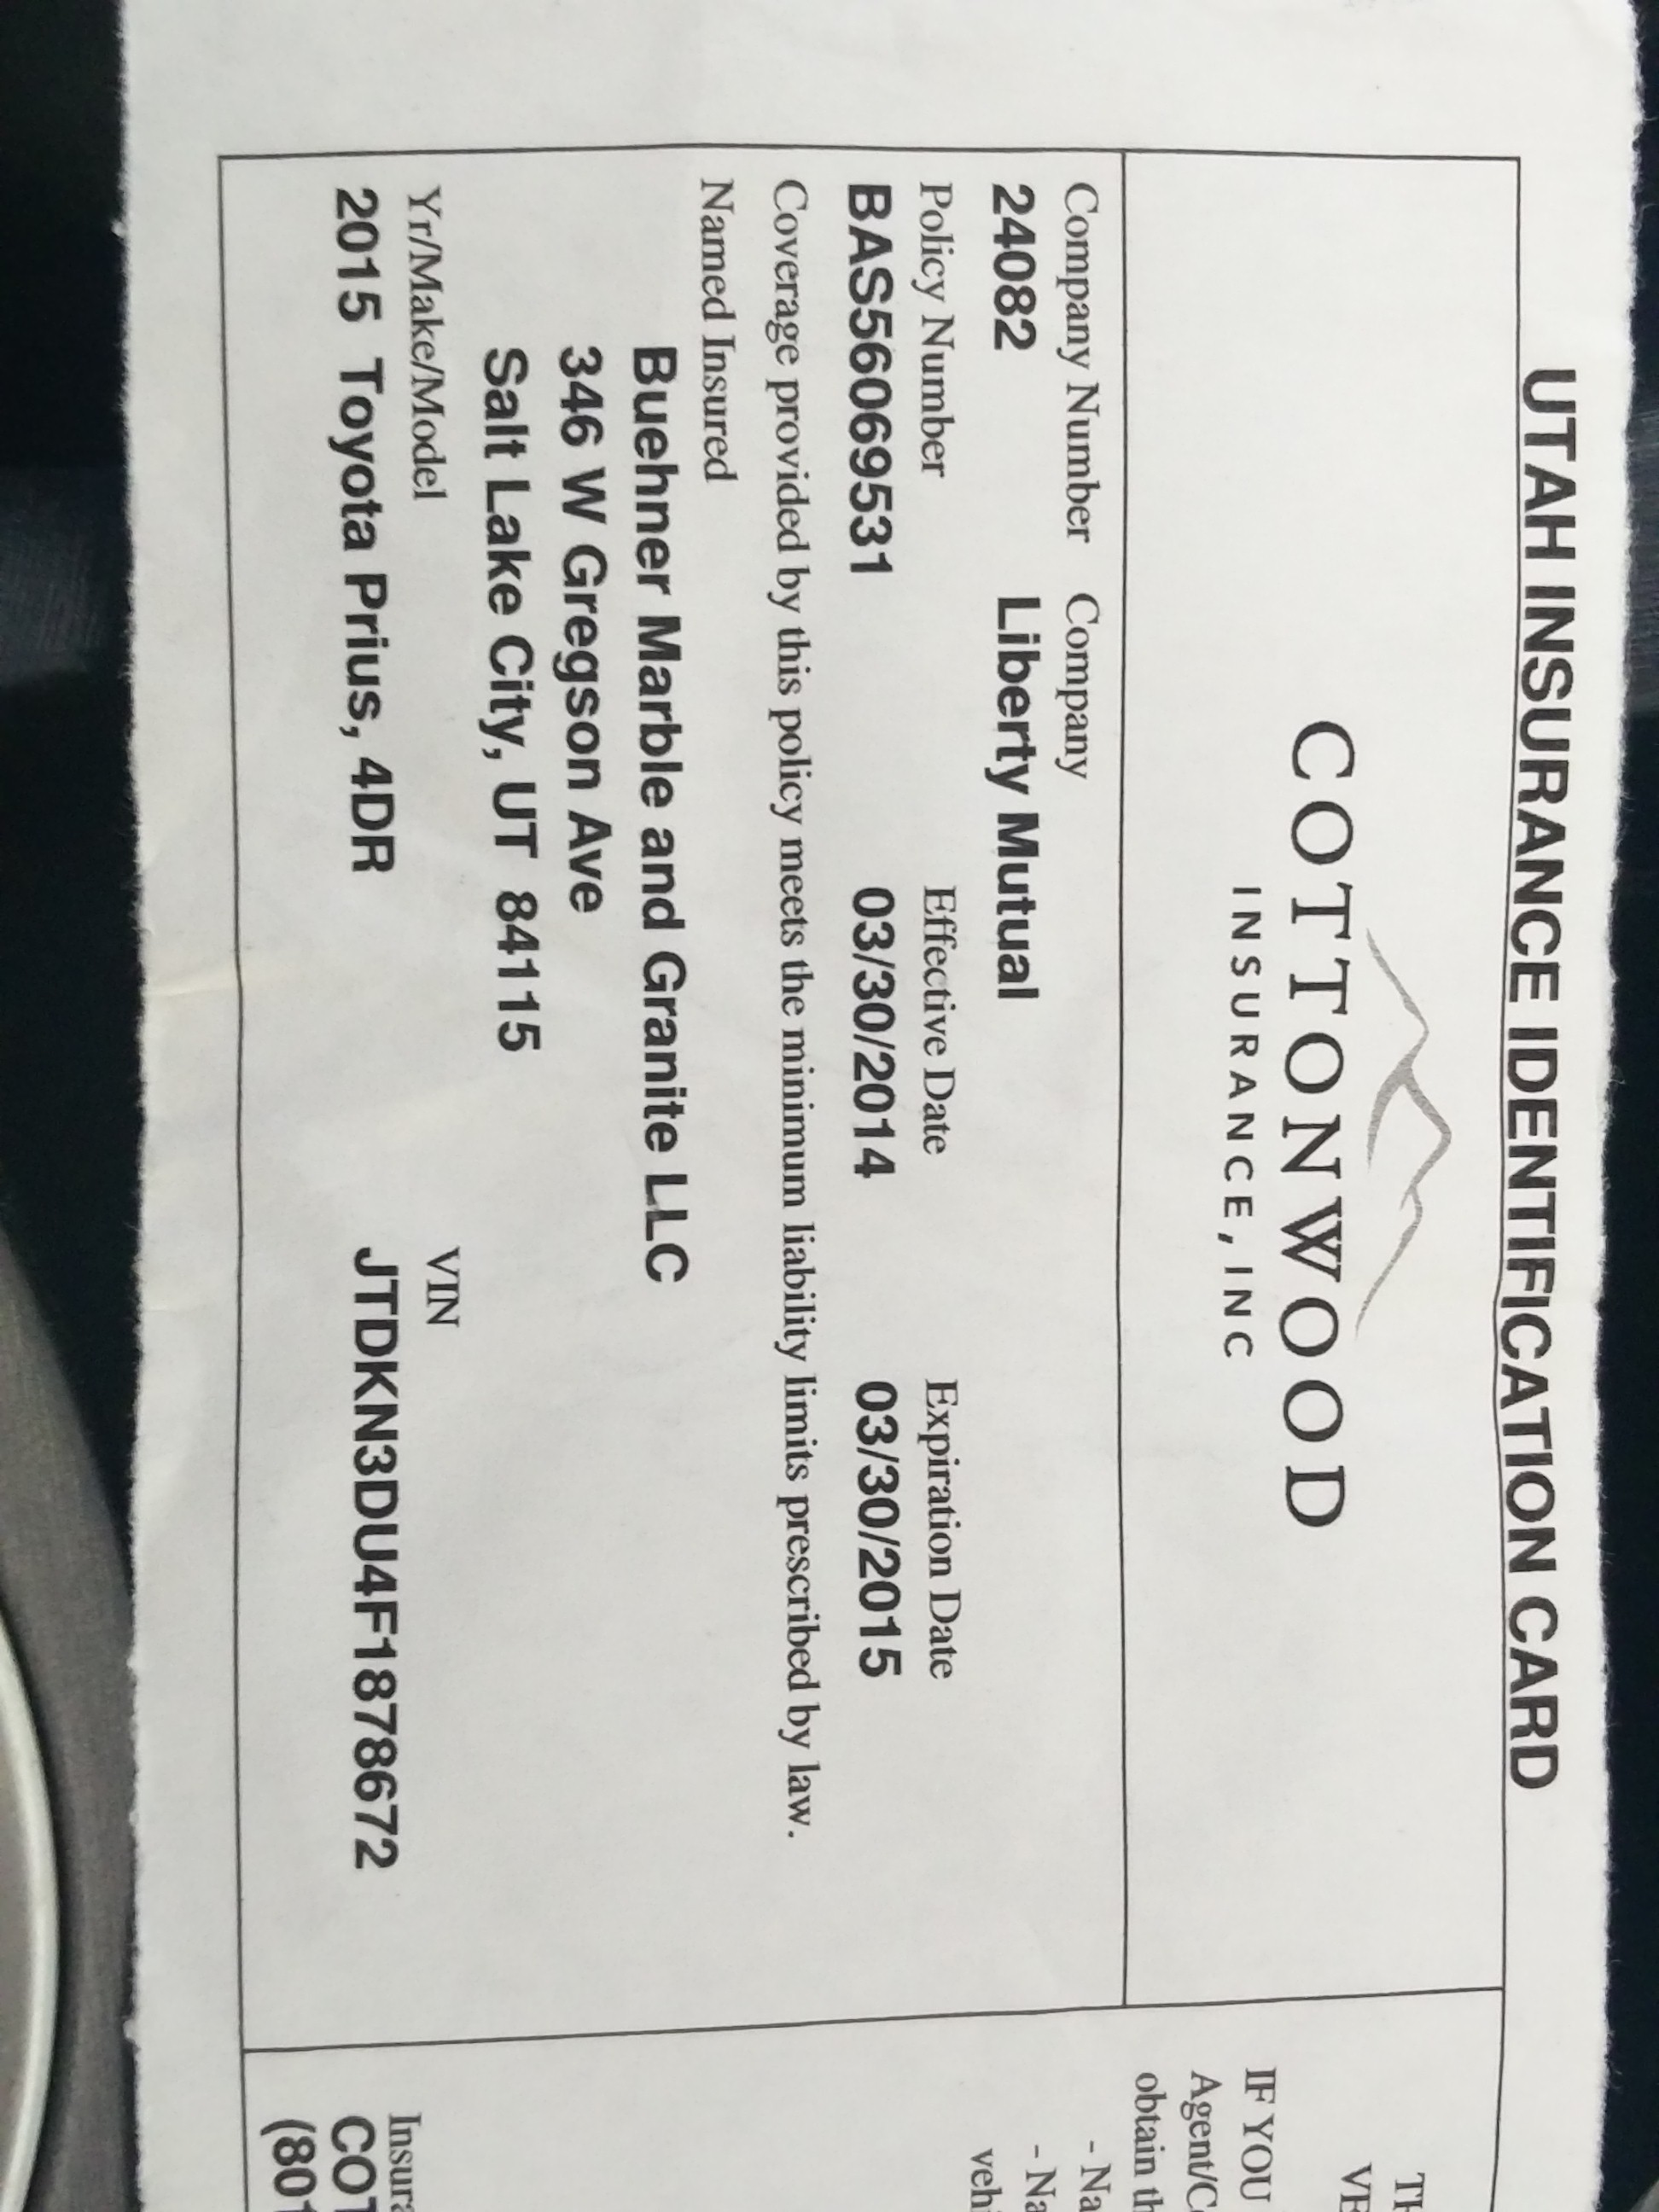 UTAH INSURANCE IDENTIFICATION CARD
COTTONWOOD
INSURANCE, INC
Company Number Company
24082 Liberty Mutual
Policy Number Effective Date Expiration Date
BAS56069531 03/30/2014 03/30/2015
Coverage provided by this policy meets the minimum liability limits prescribed by law.
Named Insured
Buehner Marble and Granite LLC
346 W Gregson Ave
Salt Lake City, UT 84115
Yr/Make/Model VIN
2015 Toyota Prius, 4DR JTDKN3DU4F1878672
IF YOU
obtain
(801